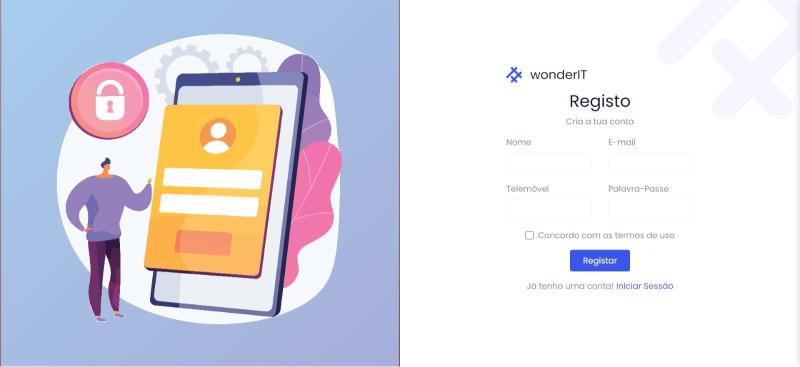 wonderIT
Registo
Cria a tua conta
Nome E-mail
Telemóvel Palavra-Passe
Concordo com os termos de uso
Registar
Já tenho uma conta! Iniciar Sessão